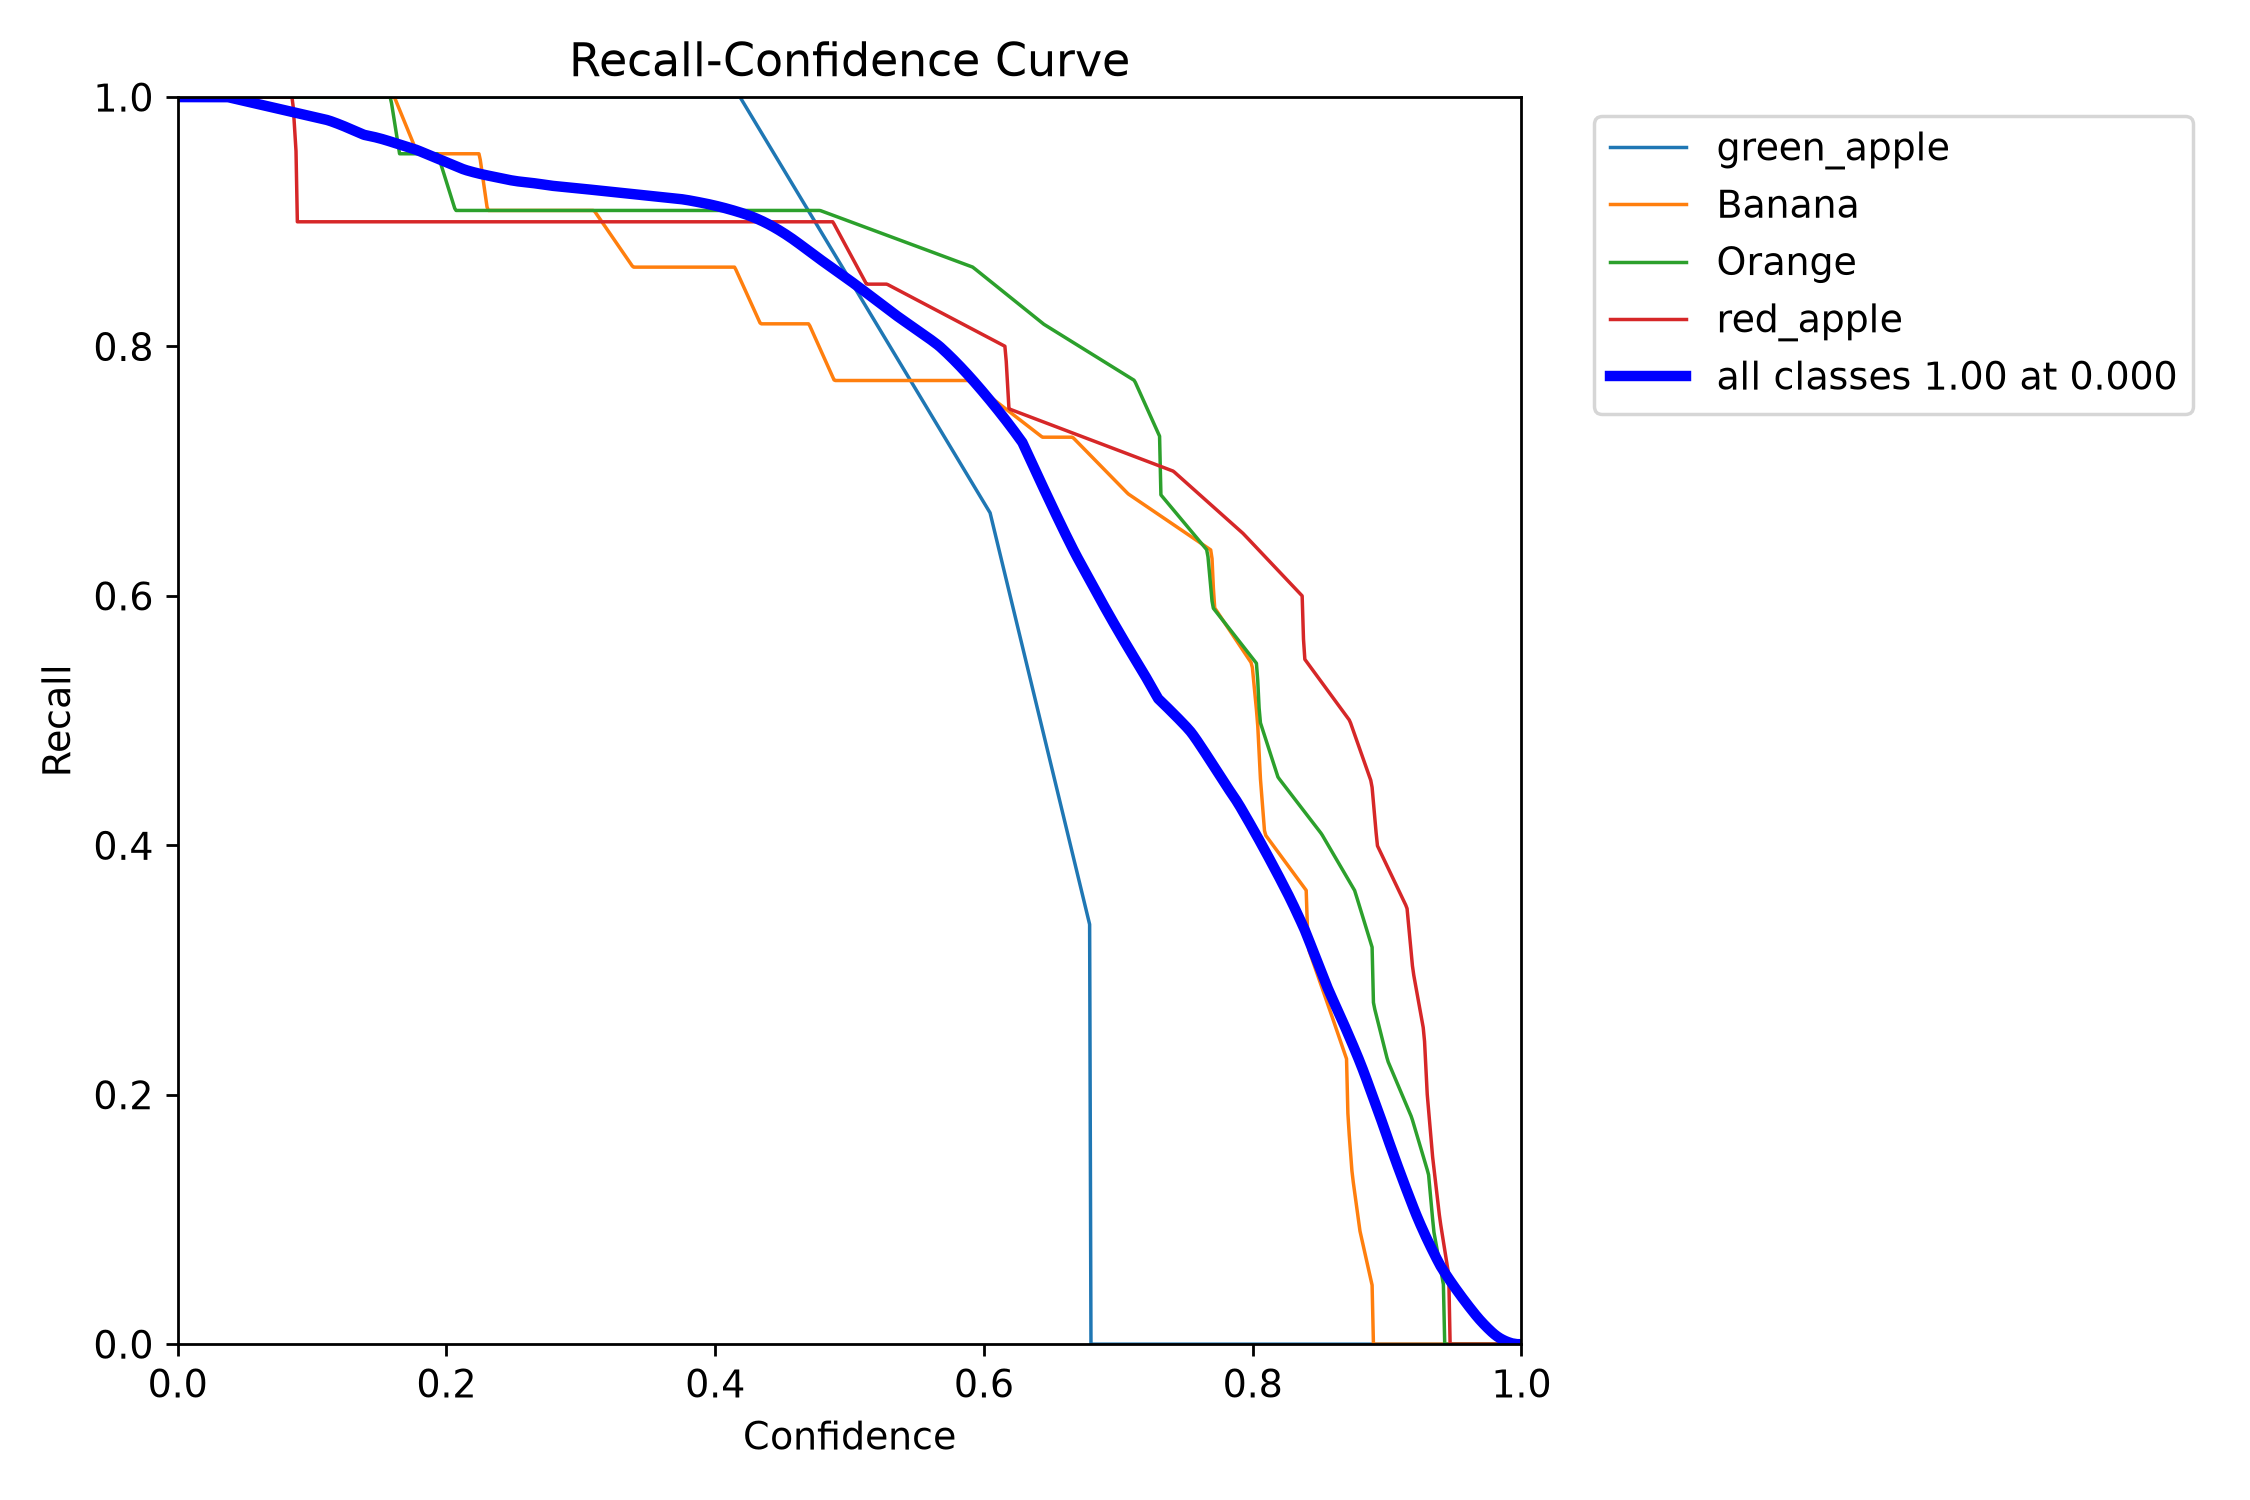 Recall-Confidence Curve
1.0
0.8
0.6
0.4
0.2
0.0
Recall
0.0 0.2 0.4 0.6 0.8 1.0
Confidence
green_apple
Banana
Orange
red_apple
all classes 1.00 at 0.000